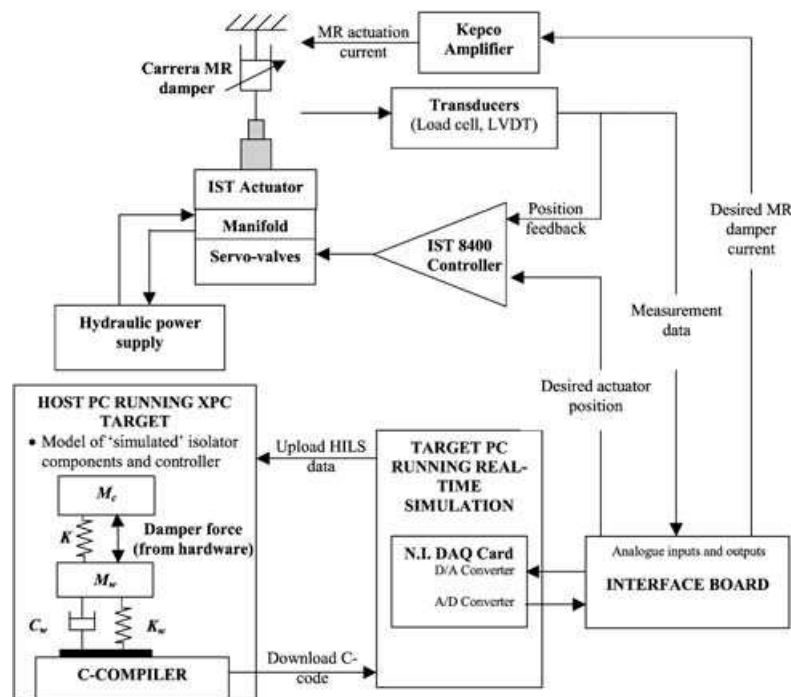 MR actuation
current
Kepco
Amplifier
Carrera MR
damper
Transducers
(Load cell, LVDT)
IST Actuator
Manifold
Servo-valves
Position
feedback
IST 8400
Controller
Desired MR
damper
current
Hydraulic power
supply
Measurement
data
Desired actuator
position
HOST PC RUNNING XPC
TARGET
• Model of ‘simulated’ isolator
components and controller
Mc
K
Damper force
(from hardware)
Mw
Cw
Kw
C-COMPILER
Upload HILS
data
Download C-
code
TARGET PC
RUNNING REAL-
TIME
SIMULATION
N.I. DAQ Card
D/A Converter
A/D Converter
Analogue inputs and outputs
INTERFACE BOARD